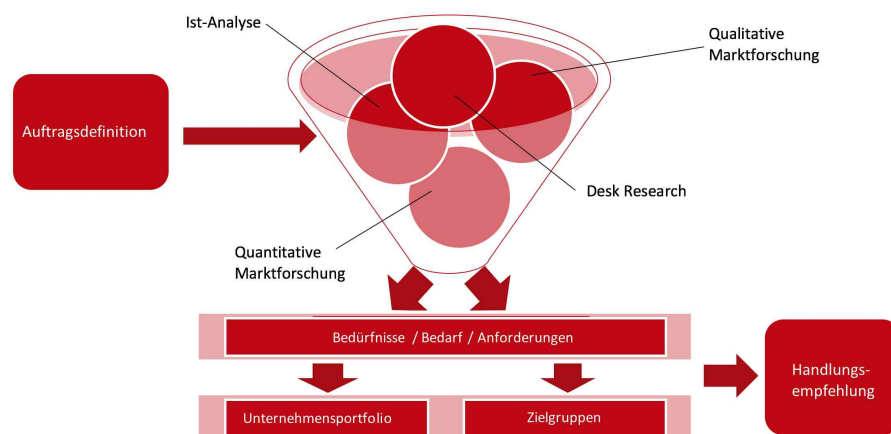 Ist-Analyse
Qualitative
Marktforschung
Auftragsdefinition
Desk Research
Quantitative
Marktforschung
Bedürfnisse / Bedarf / Anforderungen
Handlungs-
empfehlung
Unternehmensportfolio
Zielgruppen